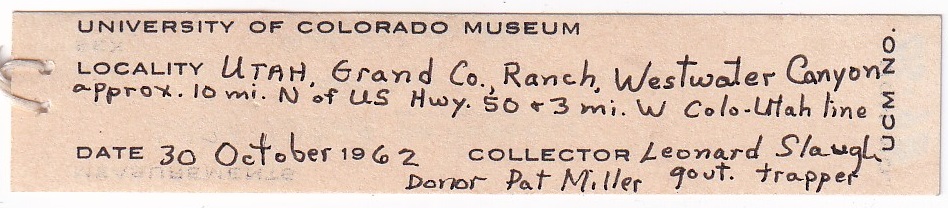 UNIVERSITY OF COLORADO MUSEUM
LOCALITY UTAH, Grand Co., Ranch, Westwater Canyon
approx. 10 mi. N of US Hwy. 50 & 3 mi. W Colo-Utah line
DATE 30 October 1962 COLLECTOR Leonard Slaugh
Donor Pat Miller govt. trapper
UCM NO.